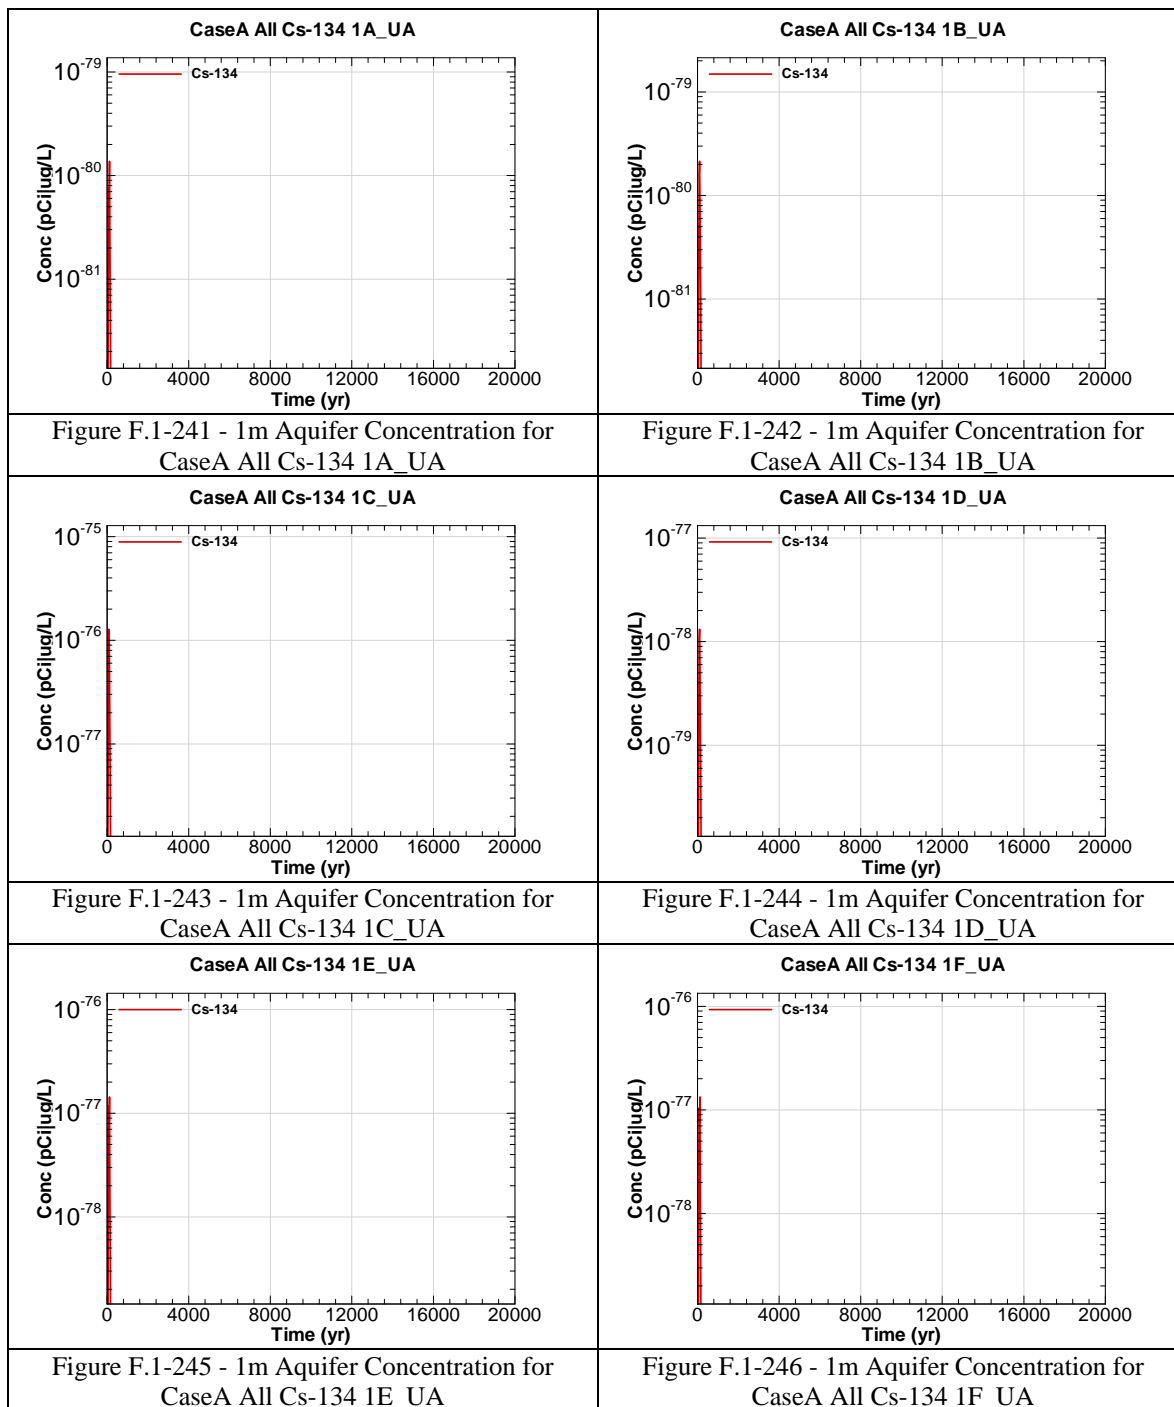 CaseA All Cs-134 1A_UA
Cs-134
10-79
10-80
10-81
Conc (pCi|ug/L)
0 4000 8000 12000 16000 20000
Time (yr)
Figure F.1-241 - 1m Aquifer Concentration for
CaseA All Cs-134 1A_UA
CaseA All Cs-134 1B_UA
Cs-134
10-79
10-80
10-81
Conc (pCi|ug/L)
0 4000 8000 12000 16000 20000
Time (yr)
Figure F.1-242 - 1m Aquifer Concentration for
CaseA All Cs-134 1B_UA
CaseA All Cs-134 1C_UA
Cs-134
10-75
10-76
10-77
Conc (pCi|ug/L)
0 4000 8000 12000 16000 20000
Time (yr)
Figure F.1-243 - 1m Aquifer Concentration for
CaseA All Cs-134 1C_UA
CaseA All Cs-134 1D_UA
Cs-134
10-77
10-78
10-79
Conc (pCi|ug/L)
0 4000 8000 12000 16000 20000
Time (yr)
Figure F.1-244 - 1m Aquifer Concentration for
CaseA All Cs-134 1D_UA
CaseA All Cs-134 1E_UA
Cs-134
10-76
10-77
10-78
Conc (pCi|ug/L)
0 4000 8000 12000 16000 20000
Time (yr)
Figure F.1-245 - 1m Aquifer Concentration for
CaseA All Cs-134 1E_UA
CaseA All Cs-134 1F_UA
Cs-134
10-76
10-77
10-78
Conc (pCi|ug/L)
0 4000 8000 12000 16000 20000
Time (yr)
Figure F.1-246 - 1m Aquifer Concentration for
CaseA All Cs-134 1F_UA